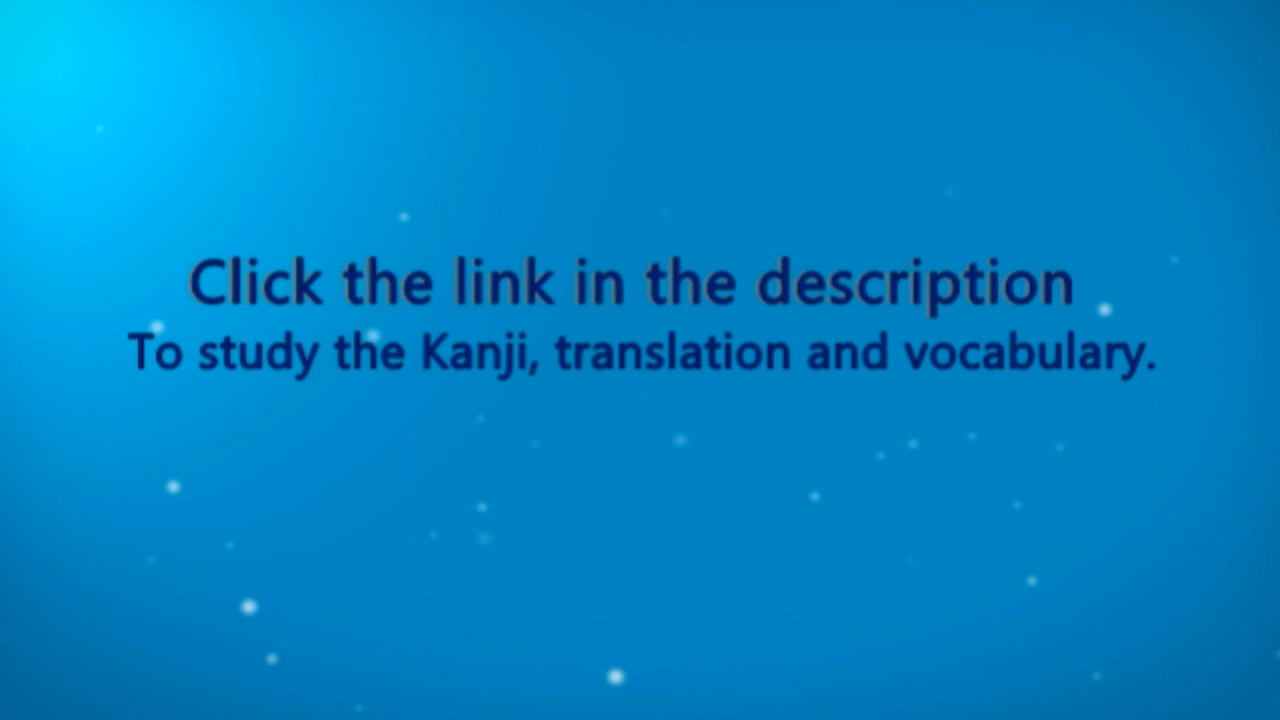 Click the link in the description
To study the Kanji, translation and vocabulary.